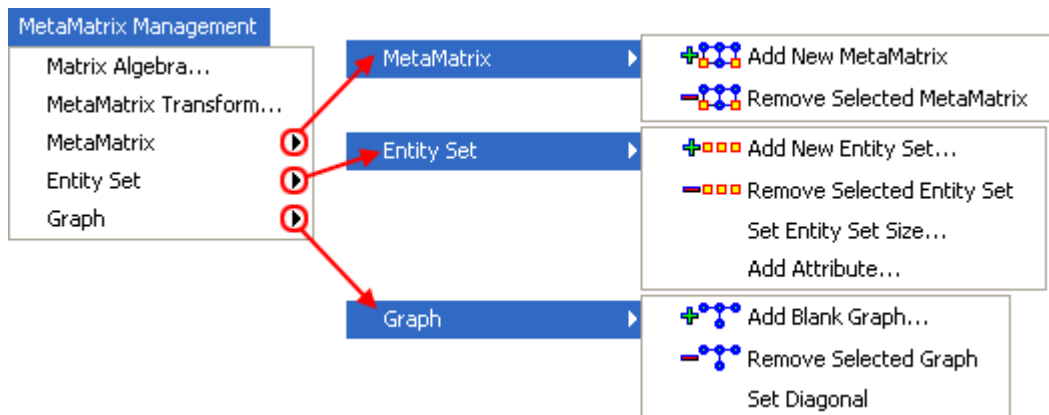 MetaMatrix Management
Matrix Algebra...
MetaMatrix Transform...
MetaMatrix
Entity Set
Graph
MetaMatrix
Add New MetaMatrix
Remove Selected MetaMatrix
Entity Set
Add New Entity Set...
Remove Selected Entity Set
Set Entity Set Size...
Add Attribute...
Graph
Add Blank Graph...
Remove Selected Graph
Set Diagonal